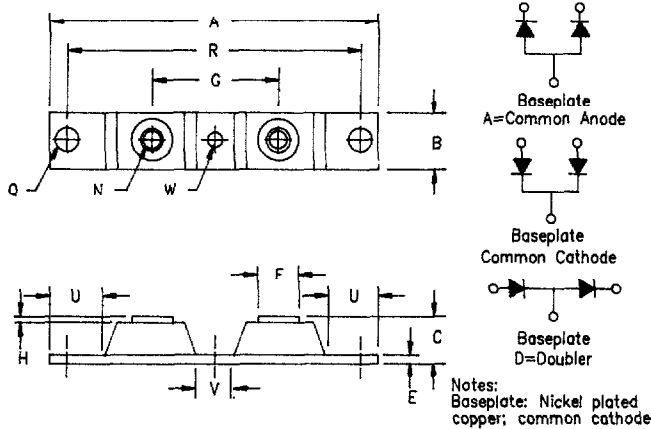 A
R
G
B
Q
N
W
Baseplate
A=Common Anode
Baseplate
Common Cathode
Baseplate
D=Doubler
U
F
U
H
C
E
V
Notes:
Baseplate: Nickel plated
copper; common cathode